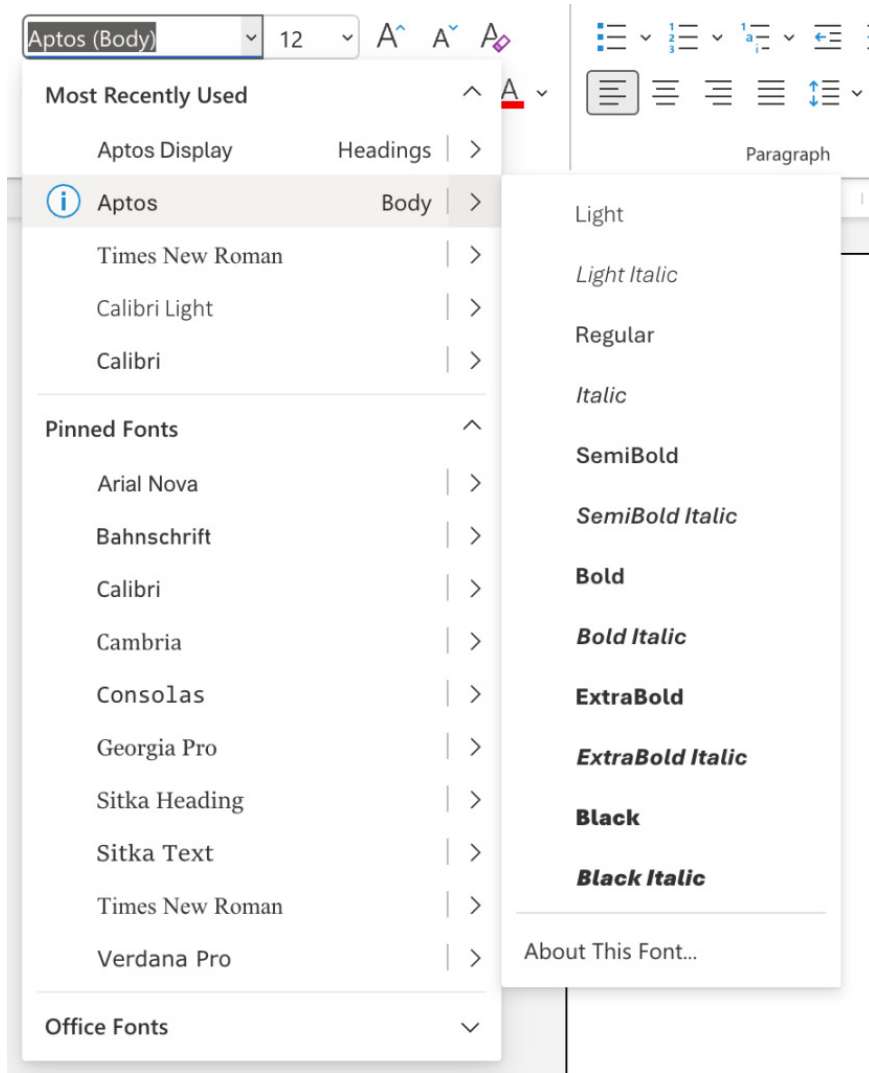 Aptos (Body) 12
Paragraph
Most Recently Used
Aptos Display Headings
Aptos Body
Times New Roman
Calibri Light
Calibri
Pinned Fonts
Arial Nova
Bahnschrift
Calibri
Cambria
Consolas
Georgia Pro
Sitka Heading
Sitka Text
Times New Roman
Verdana Pro
Office Fonts
Light
Light Italic
Regular
Italic
SemiBold
SemiBold Italic
Bold
Bold Italic
ExtraBold
ExtraBold Italic
Black
Black Italic
About This Font...